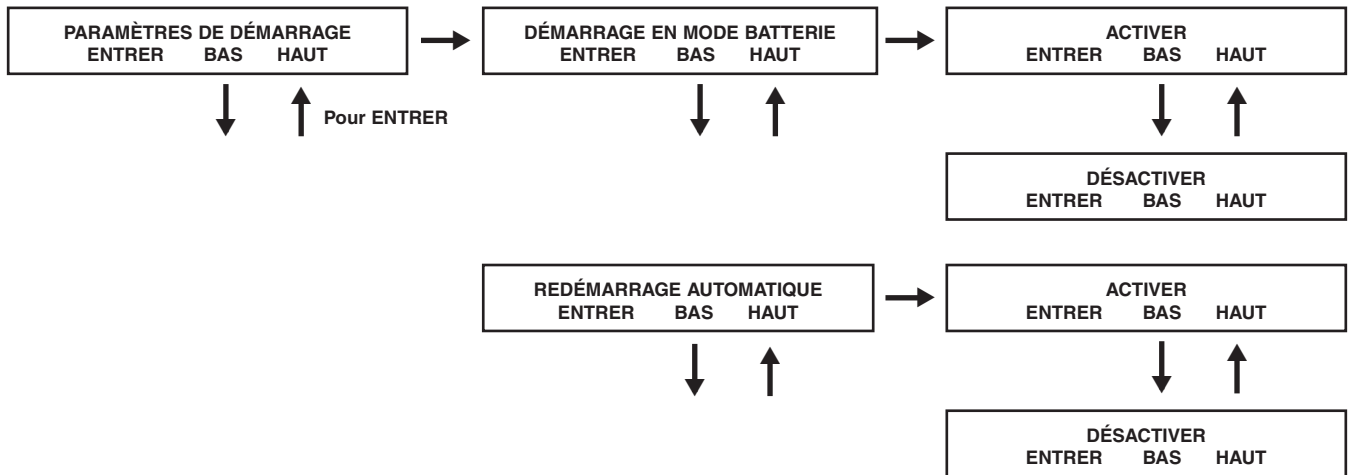 PARAMÈTRES DE DÉMARRAGE
ENTRER BAS HAUT
DÉMARRAGE EN MODE BATTERIE
ENTRER BAS HAUT
ACTIVER
ENTRER BAS HAUT
Pour ENTRER
DÉSACTIVER
ENTRER BAS HAUT
REDÉMARRAGE AUTOMATIQUE
ENTRER BAS HAUT
ACTIVER
ENTRER BAS HAUT
DÉSACTIVER
ENTRER BAS HAUT